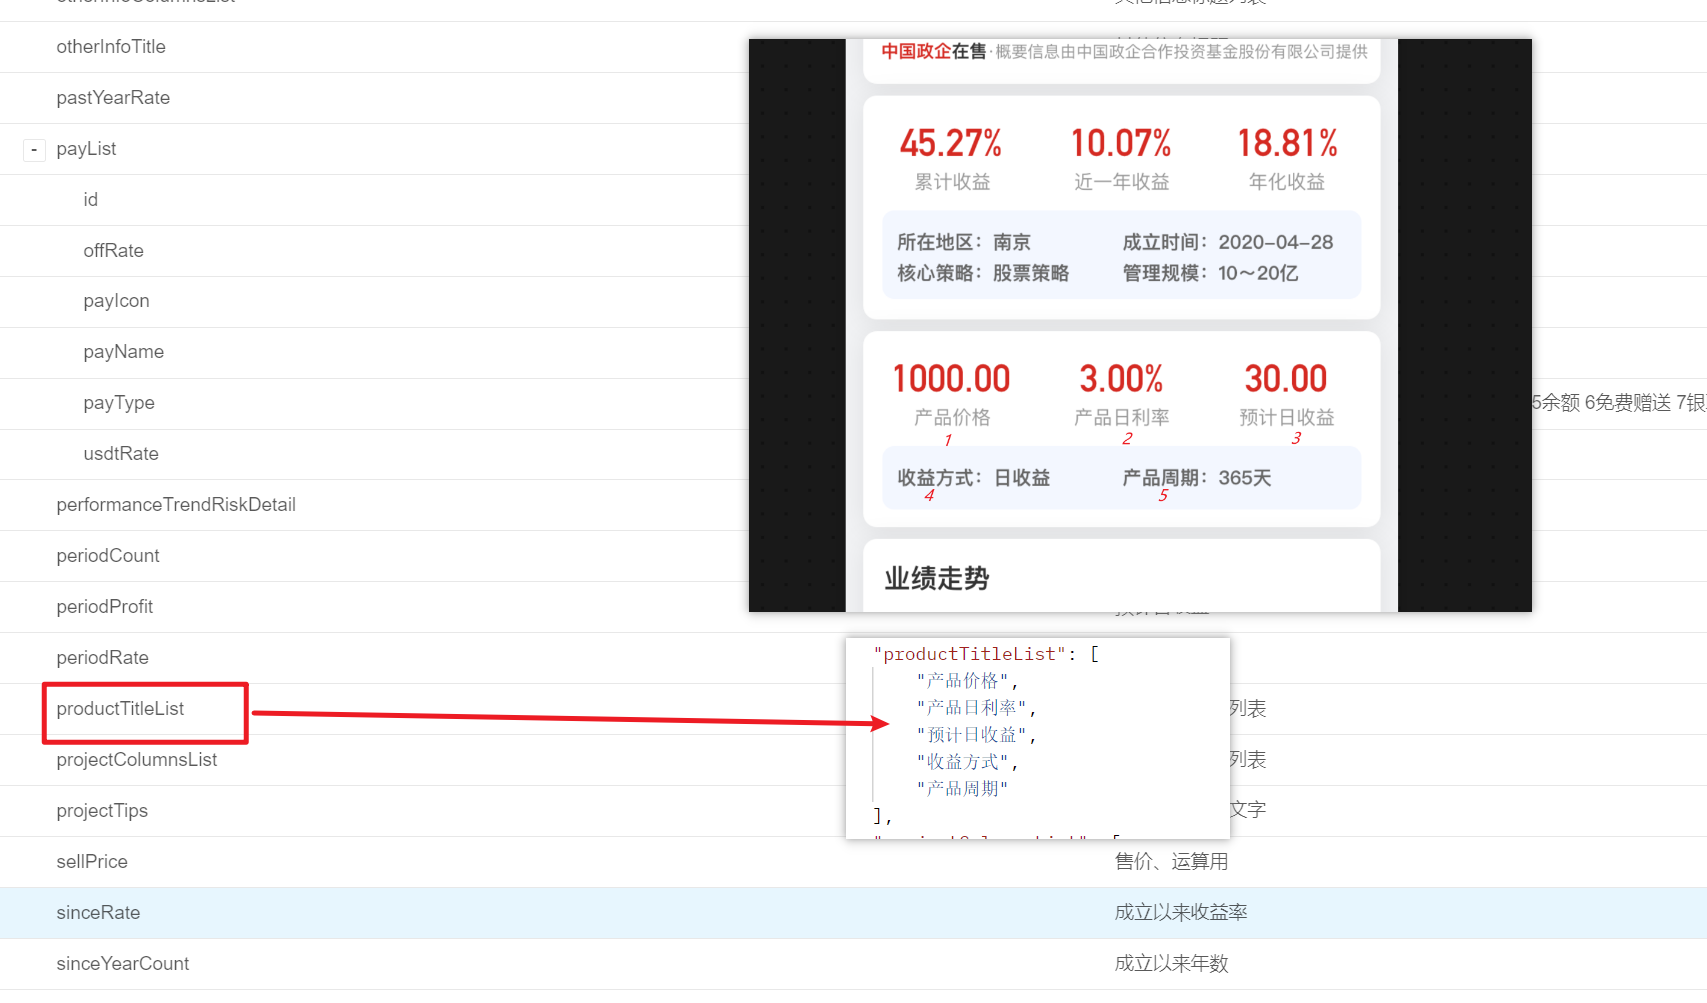 otherInfoTitle
pastYearRate
- payList
id
offRate
payIcon
payName
payType
5余额 6免费赠送 7银
usdtRate
performanceTrendRiskDetail
periodCount
periodProfit
periodRate
productTitleList
列表
projectColumnsList
列表
projectTips
文字
sellPrice
售价、运算用
sinceRate
成立以来收益率
sinceYearCount
成立以来年数
中国政企在售·概要信息由中国政企合作投资基金股份有限公司提供
45.27% 10.07% 18.81%
累计收益 近一年收益 年化收益
所在地区：南京 成立时间：2020-04-28
核心策略：股票策略 管理规模：10～20亿
1000.00 3.00% 30.00
产品价格 产品日利率 预计日收益
1 2 3
收益方式：日收益 产品周期：365天
4 5
业绩走势
"productTitleList": [
"产品价格",
"产品日利率",
"预计日收益",
"收益方式",
"产品周期"
],